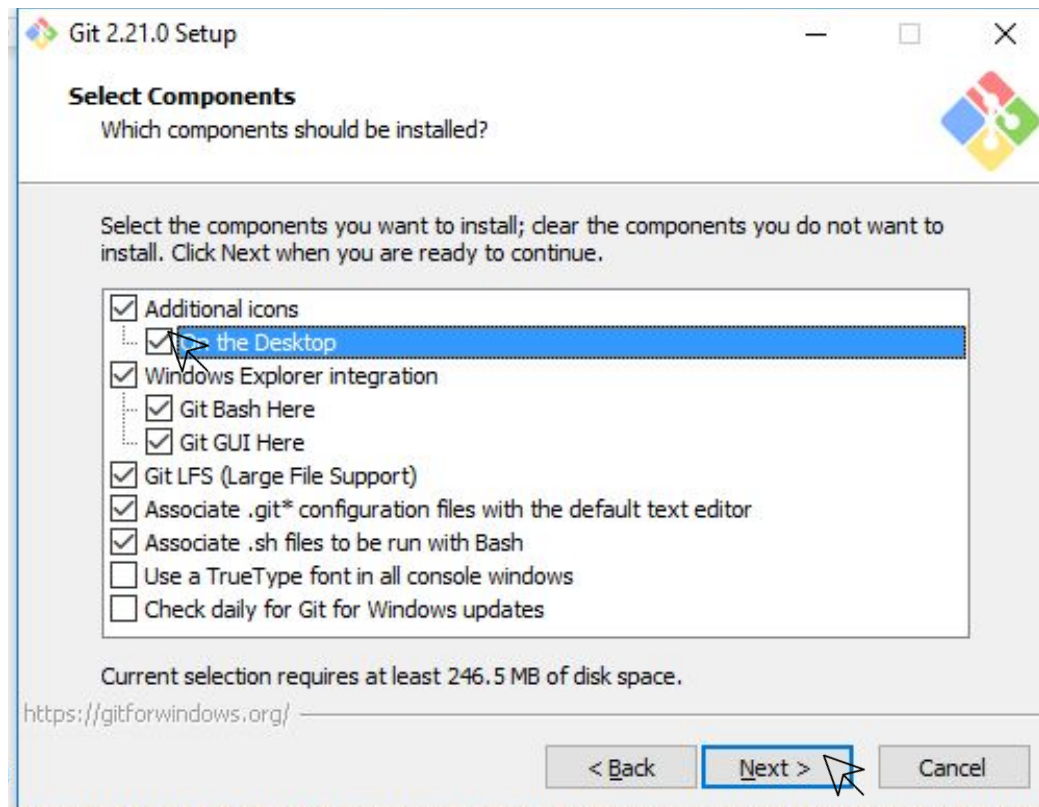 Git 2.21.0 Setup
Select Components
Which components should be installed?
Select the components you want to install; clear the components you do not want to
install. Click Next when you are ready to continue.
Additional icons
On the Desktop
Windows Explorer integration
Git Bash Here
Git GUI Here
Git LFS (Large File Support)
Associate .git* configuration files with the default text editor
Associate .sh files to be run with Bash
Use a TrueType font in all console windows
Check daily for Git for Windows updates
Current selection requires at least 246.5 MB of disk space.
https://gitforwindows.org/
< Back
Next >
Cancel